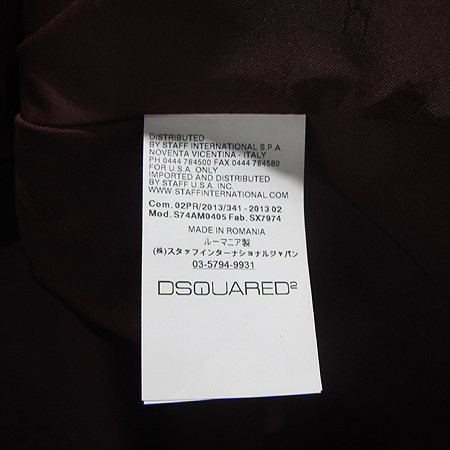 DISTRIBUTED
BY STAFF INTERNATIONAL S.P.A.
NOVENTA VICENTINA - ITALY
PH 0444 784500 FAX 0444 784580
FOR U.S.A. ONLY
IMPORTED AND DISTRIBUTED
BY STAFF U.S.A. INC.
WWW.STAFFINTERNATIONAL.COM
Com. 02PR/2013/341 - 2013 02
Mod. S74AM0405 Fab. SX7974
MADE IN ROMANIA
ルーマニア製
(株)スタッフインターナショナルジャパン
03-5794-9931
DSQUARED²